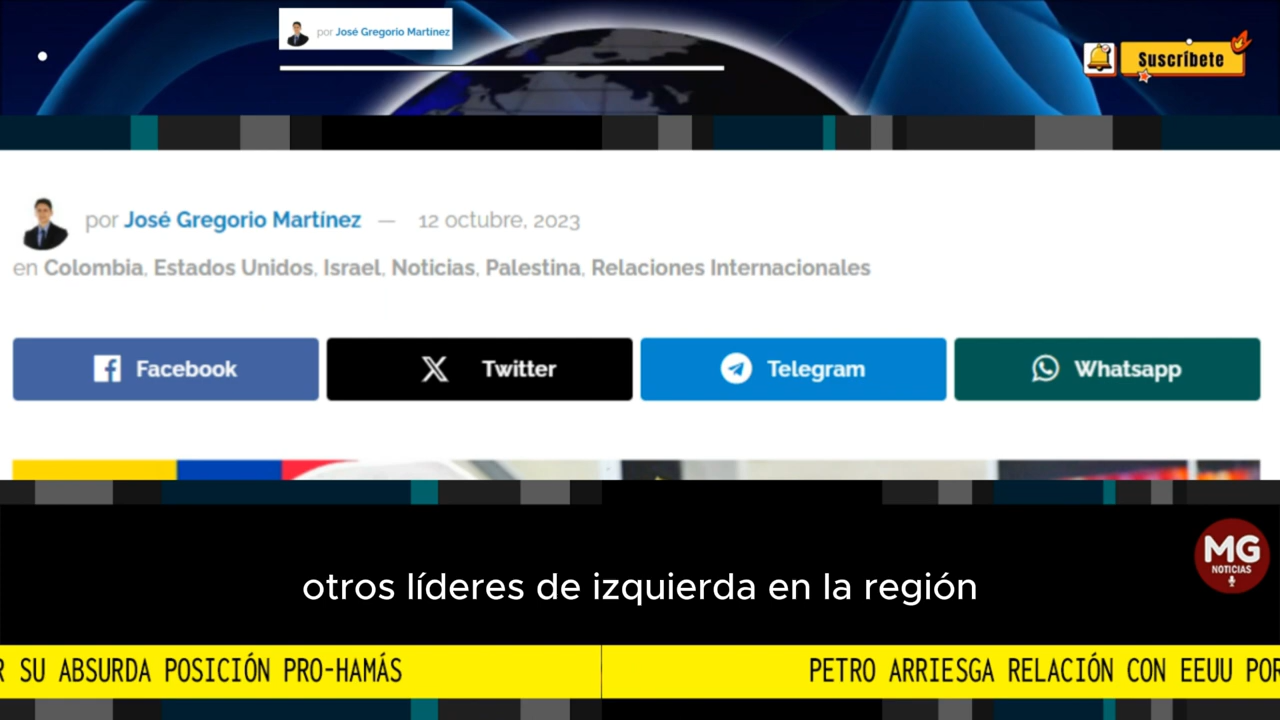 por José Gregorio Martínez
Suscríbete
por José Gregorio Martínez — 12 octubre, 2023
en Colombia, Estados Unidos, Israel, Noticias, Palestina, Relaciones Internacionales
Facebook
Twitter
Telegram
Whatsapp
MG
NOTICIAS
otros líderes de izquierda en la región
R SU ABSURDA POSICIÓN PRO-HAMÁS
PETRO ARRIESGA RELACIÓN CON EEUU POR